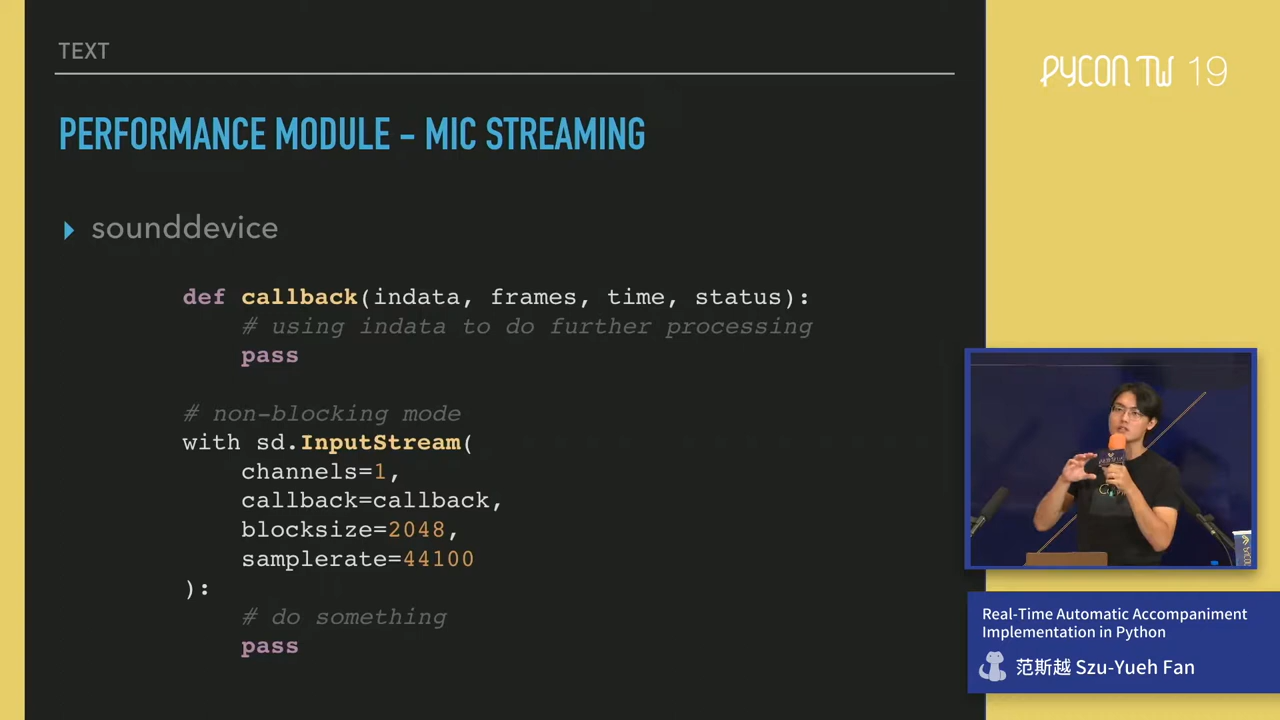 TEXT
PERFORMANCE MODULE - MIC STREAMING
sounddevice
def callback(indata, frames, time, status):
# using indata to do further processing
pass
# non-blocking mode
with sd.InputStream(
channels=1,
callback=callback,
blocksize=2048,
samplerate=44100
):
# do something
pass
PYCON TW 19
Real-Time Automatic Accompaniment
Implementation in Python
范斯越 Szu-Yueh Fan